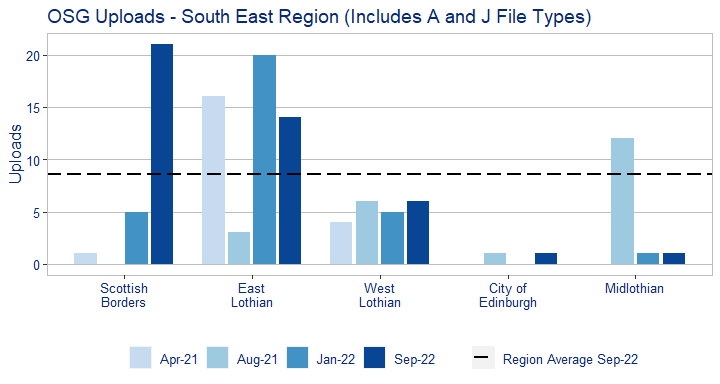 OSG Uploads - South East Region (Includes A and J File Types)
Uploads
20
15
10
5
0
Scottish
Borders
East
Lothian
West
Lothian
City of
Edinburgh
Midlothian
Apr-21
Aug-21
Jan-22
Sep-22
Region Average Sep-22